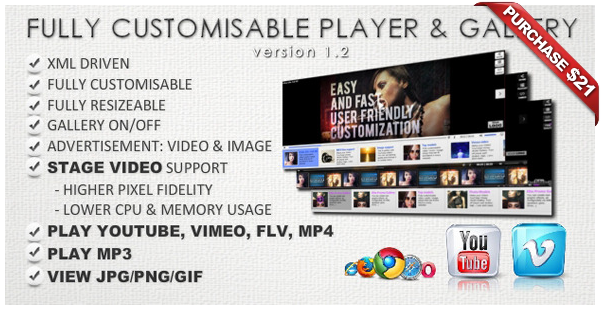 FULLY CUSTOMISABLE PLAYER & GALLERY
version 1.2
PURCHASE $21
XML DRIVEN
FULLY CUSTOMISABLE
FULLY RESIZEABLE
GALLERY ON/OFF
ADVERTISEMENT: VIDEO & IMAGE
STAGE VIDEO SUPPORT
- HIGHER PIXEL FIDELITY
- LOWER CPU & MEMORY USAGE
PLAY YOUTUBE, VIMEO, FLV, MP4
PLAY MP3
VIEW JPG/PNG/GIF
EASY
AND FAST
USER FRIENDLY
CUSTOMIZATION
You
Tube